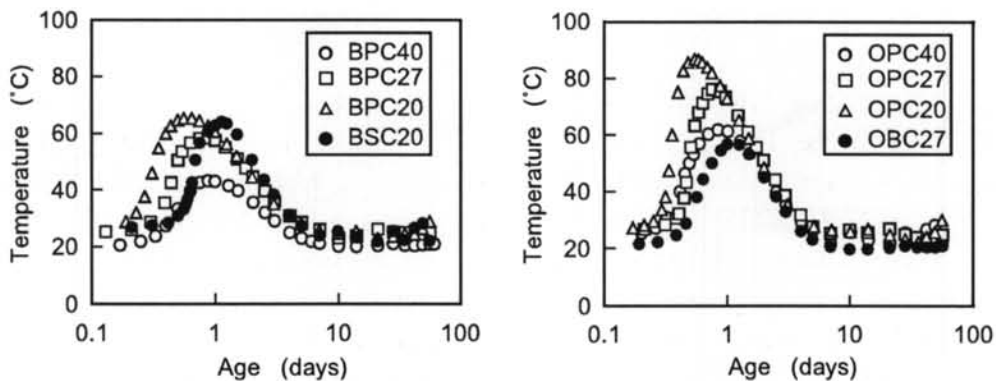 100
80
60
40
20
0
Temperature (˚C)
BPC40
BPC27
BPC20
BSC20
0.1
1
10
100
Age (days)
100
80
60
40
20
0
Temperature (˚C)
OPC40
OPC27
OPC20
OBC27
0.1
1
10
100
Age (days)